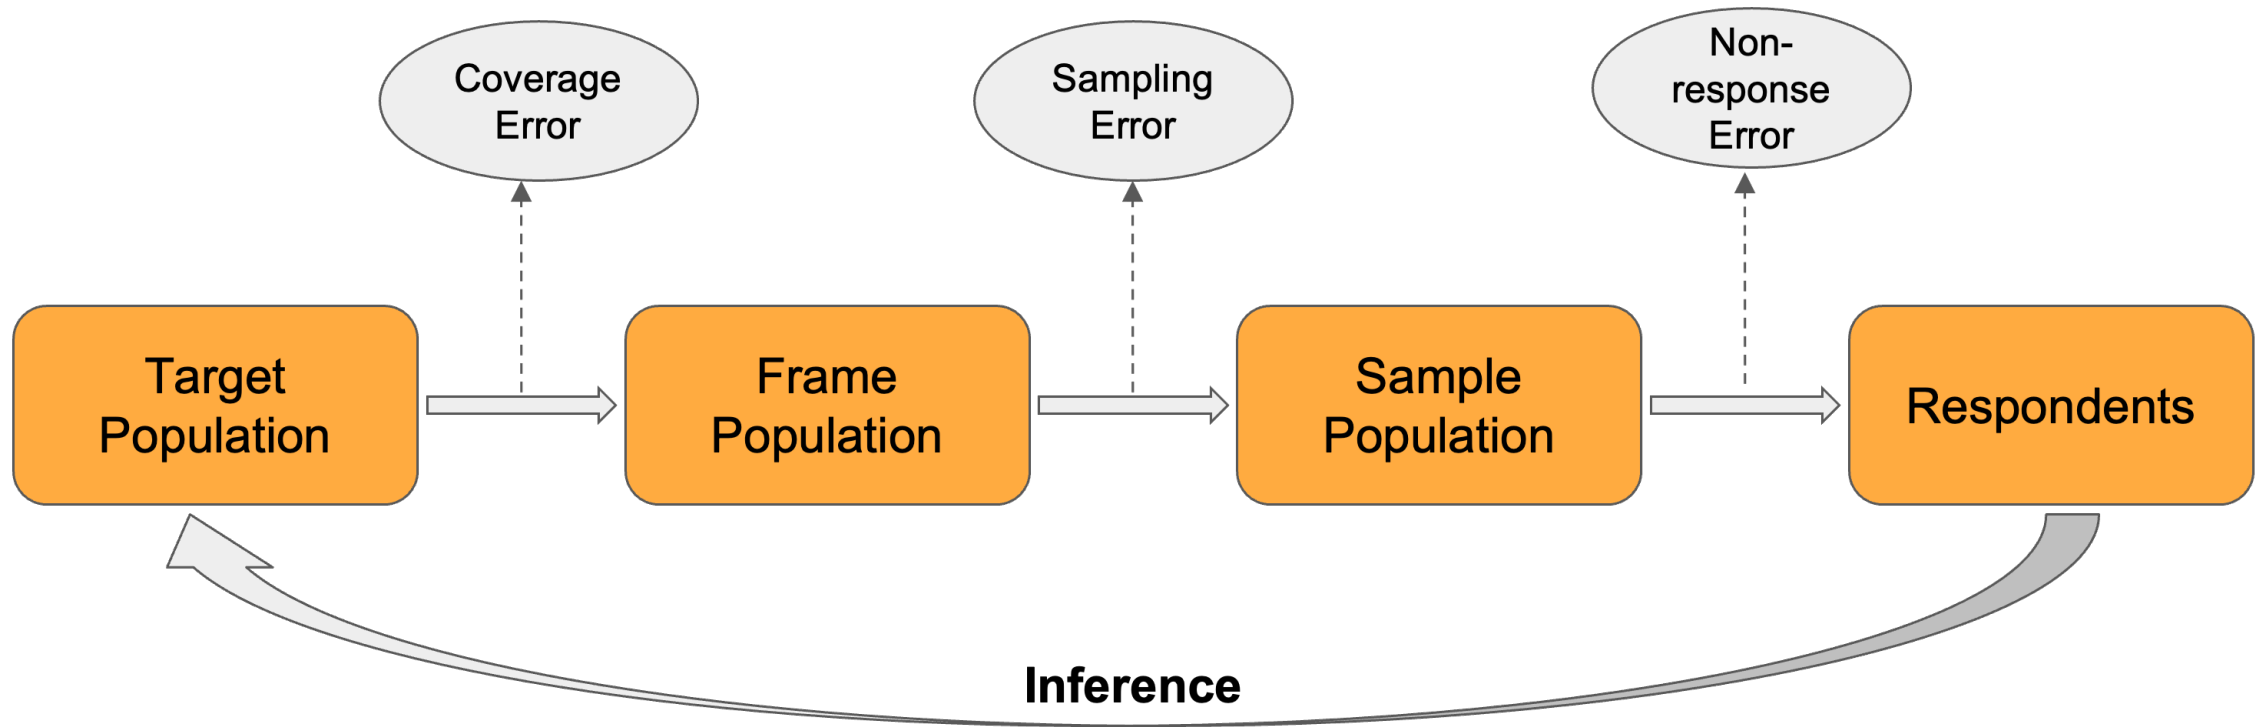 Coverage
Error
Sampling
Error
Non-
response
Error
Target
Population
Frame
Population
Sample
Population
Respondents
Inference